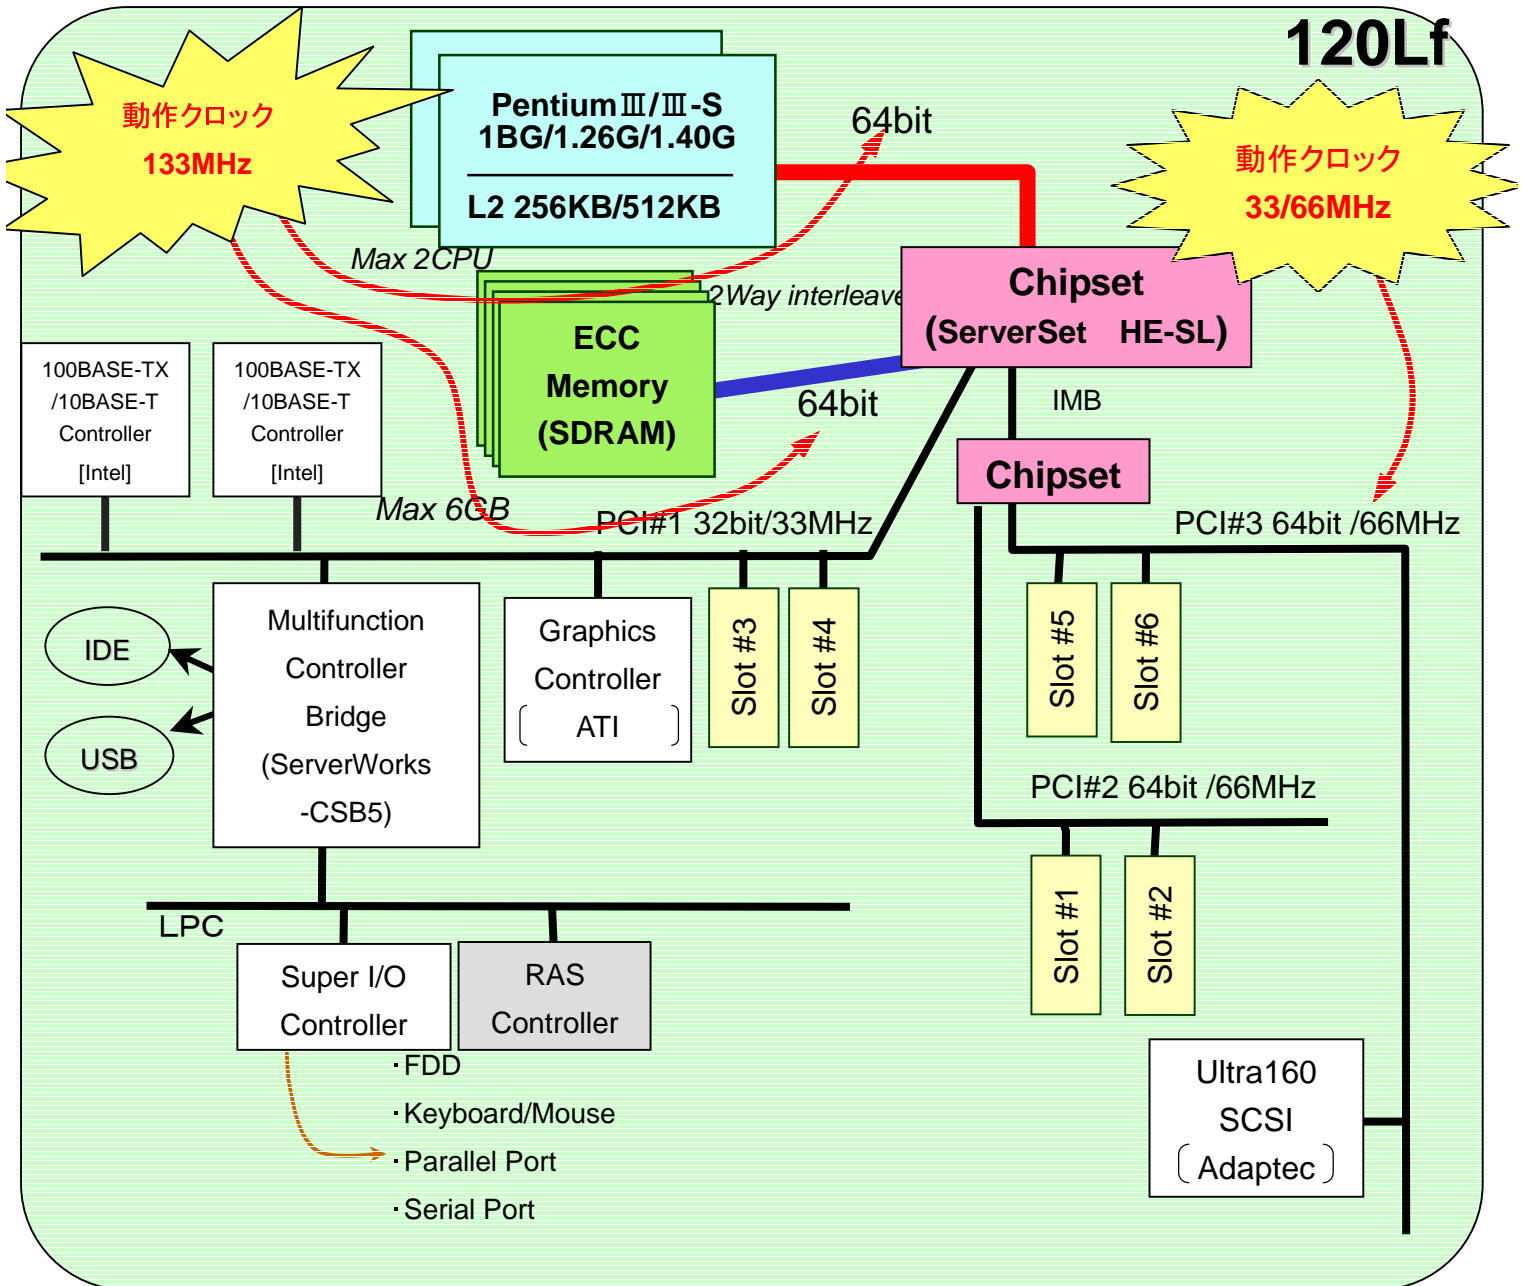 120Lf
動作クロック
133MHz
PentiumⅢ/Ⅲ-S
1BG/1.26G/1.40G
L2 256KB/512KB
64bit
動作クロック
33/66MHz
Max 2CPU
2Way interleave
Chipset
(ServerSet HE-SL)
ECC
Memory
(SDRAM)
64bit
IMB
100BASE-TX
/10BASE-T
Controller
[Intel]
100BASE-TX
/10BASE-T
Controller
[Intel]
Chipset
Max 6GB
PCI#1 32bit/33MHz
PCI#3 64bit /66MHz
IDE
USB
Multifunction
Controller
Bridge
(ServerWorks
-CSB5)
Graphics
Controller
〔 ATI 〕
Slot #3
Slot #4
Slot #5
Slot #6
PCI#2 64bit /66MHz
Slot #1
Slot #2
LPC
Super I/O
Controller
RAS
Controller
・FDD
・Keyboard/Mouse
・Parallel Port
・Serial Port
Ultra160
SCSI
〔 Adaptec 〕